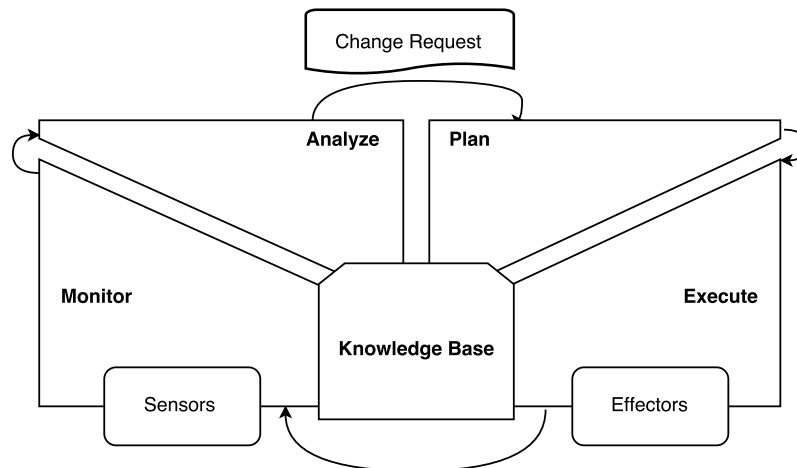 Change Request
Analyze
Plan
Monitor
Execute
Knowledge Base
Sensors
Effectors